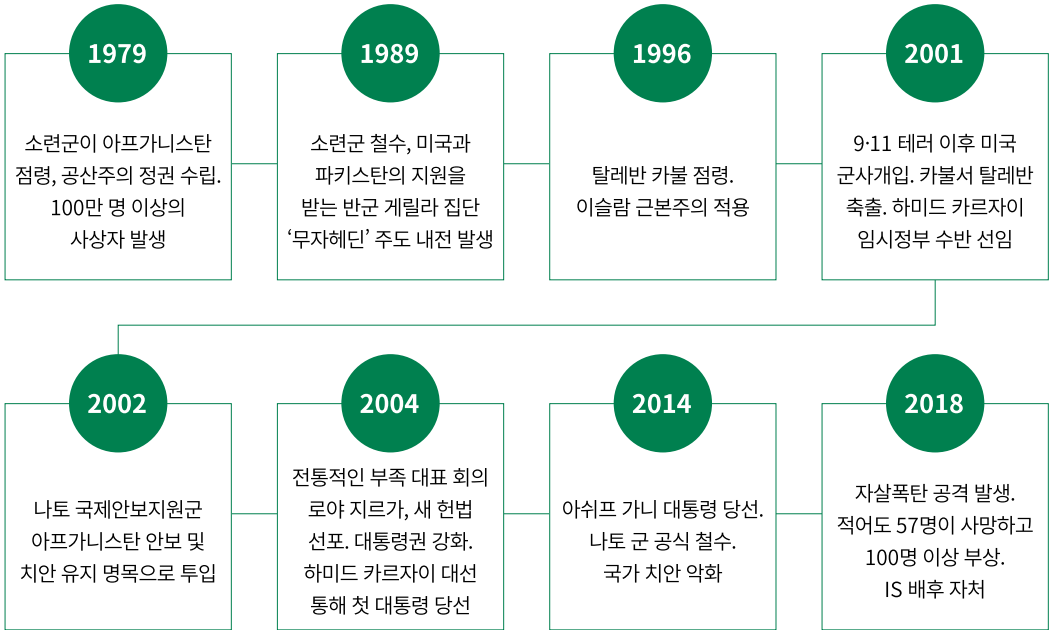 1979
소련군이 아프가니스탄
점령, 공산주의 정권 수립.
100만 명 이상의
사상자 발생
1989
소련군 철수, 미국과
파키스탄의 지원을
받는 반군 게릴라 집단
‘무자헤딘’ 주도 내전 발생
1996
탈레반 카불 점령.
이슬람 근본주의 적용
2001
9·11 테러 이후 미국
군사개입. 카불서 탈레반
축출. 하미드 카르자이
임시정부 수반 선임
2002
나토 국제안보지원군
아프가니스탄 안보 및
치안 유지 명목으로 투입
2004
전통적인 부족 대표 회의
로야 지르가, 새 헌법
선포. 대통령권 강화.
하미드 카르자이 대선
통해 첫 대통령 당선
2014
아쉬프 가니 대통령 당선.
나토 군 공식 철수.
국가 치안 악화
2018
자살폭탄 공격 발생.
적어도 57명이 사망하고
100명 이상 부상.
IS 배후 자처